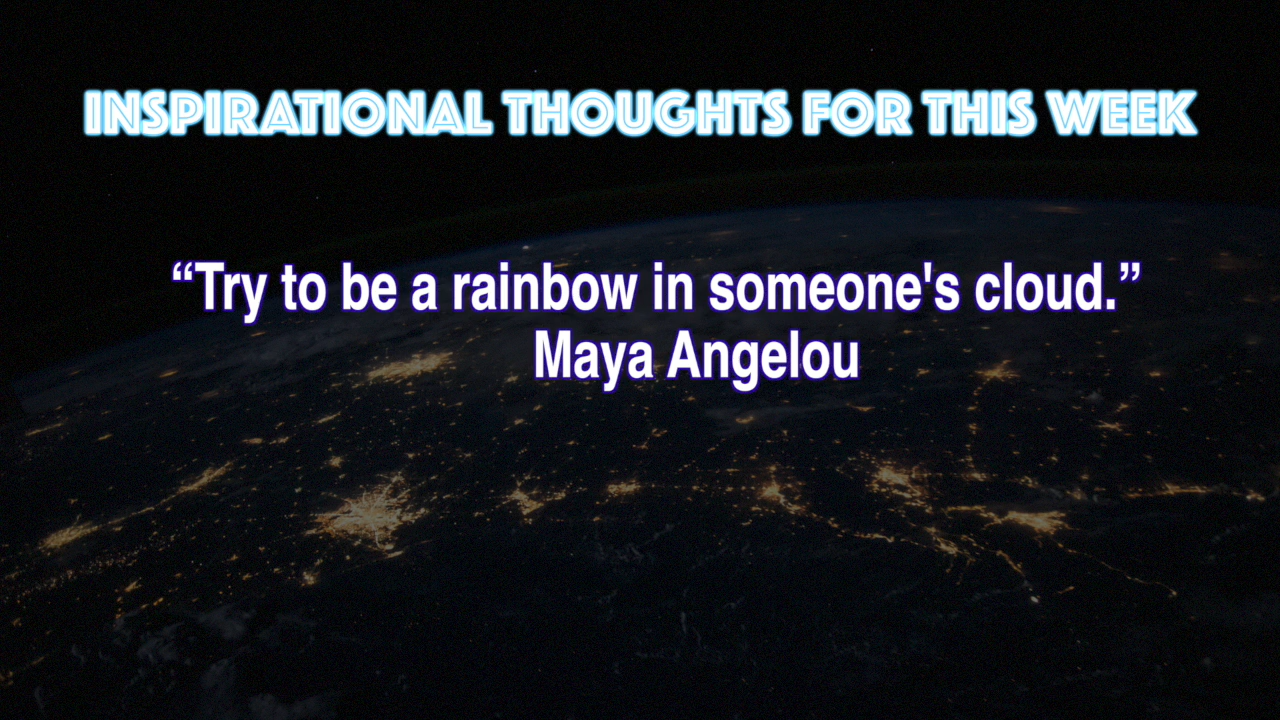 INSPIRATIONAL THOUGHTS FOR THIS WEEK
“Try to be a rainbow in someone's cloud.”
Maya Angelou